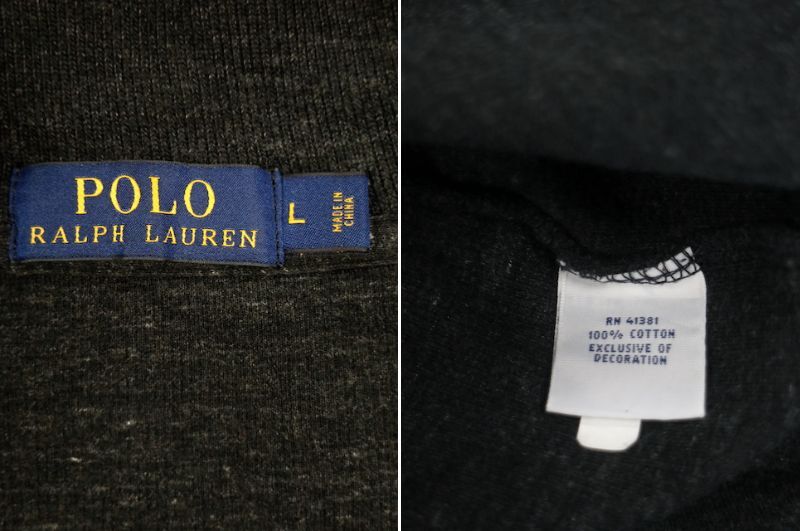 POLO
RALPH LAUREN
L
MADE IN
CHINA
RN 41381
100% COTTON
EXCLUSIVE OF
DECORATION